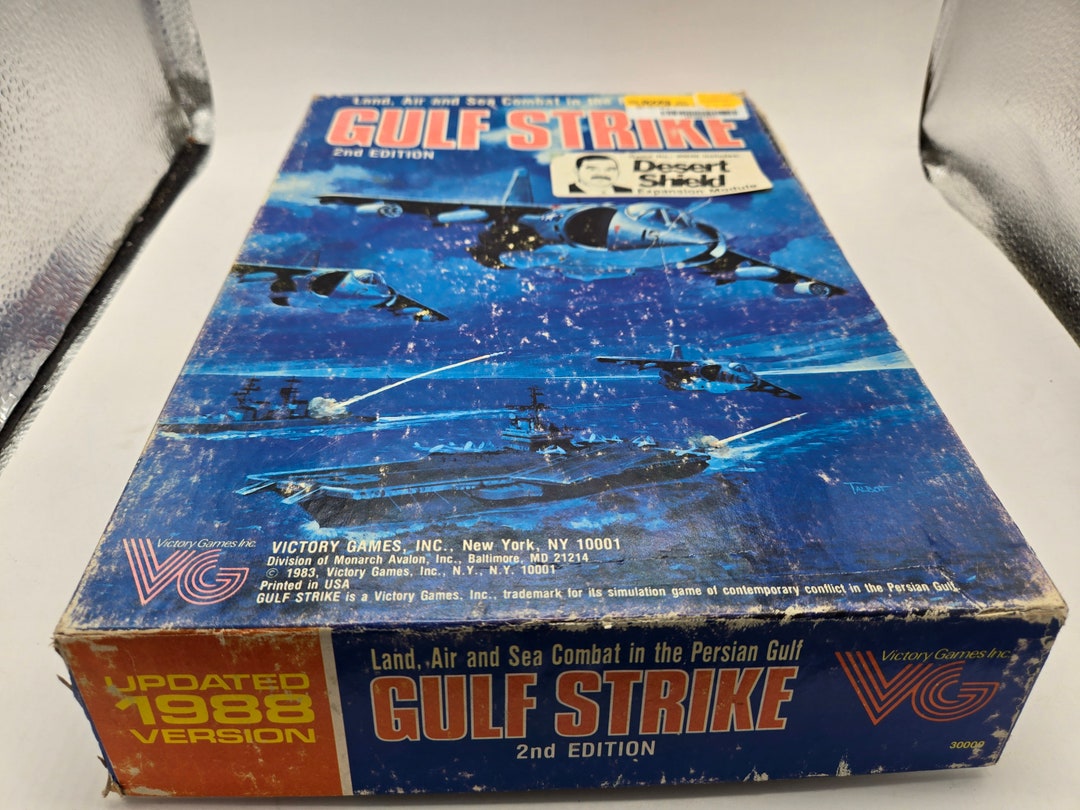 Land, Air and Sea Combat in the
GULF STRIKE
2nd EDITION
Desert
Shield
Expansion Module
TALBOT
Victory Games Inc.
VG
VICTORY GAMES, INC., New York, NY 10001
Division of Monarch Avalon, Inc., Baltimore, MD 21214
© 1983, Victory Games, Inc., N.Y., N.Y. 10001
Printed in USA
GULF STRIKE is a Victory Games, Inc., trademark for its simulation game of contemporary conflict in the Persian Gulf.
UPDATED
1988
VERSION
Land, Air and Sea Combat in the Persian Gulf
GULF STRIKE
2nd EDITION
Victory Games Inc.
VG
30009